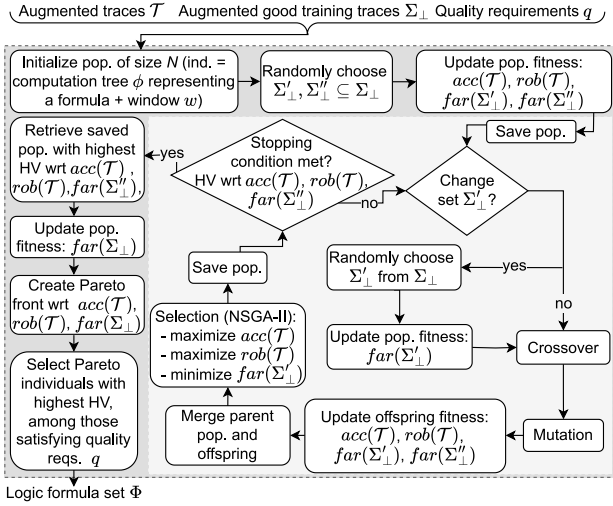 Augmented traces 𝒯 Augmented good training traces Σ⊥ Quality requirements q
Initialize pop. of size N (ind. =
computation tree ϕ representing
a formula + window w)
Randomly choose
Σ′⊥, Σ″⊥ ⊆ Σ⊥
Update pop. fitness:
acc(𝒯), rob(𝒯),
far(Σ′⊥), far(Σ″⊥)
Save pop.
Retrieve saved
pop. with highest
HV wrt acc(𝒯) ,
rob(𝒯),far(Σ″⊥),
yes
Stopping
condition met?
HV wrt acc(𝒯), rob(𝒯),
far(Σ″⊥)
no
Change
set Σ′⊥?
Update pop.
fitness: far(Σ⊥)
Save pop.
Randomly choose
Σ′⊥ from Σ⊥
yes
no
Create Pareto
front wrt acc(𝒯),
rob(𝒯), far(Σ⊥)
Selection (NSGA-II):
- maximize acc(𝒯)
- maximize rob(𝒯)
- minimize far(Σ′⊥)
Update pop. fitness:
far(Σ′⊥)
Crossover
Select Pareto
individuals with
highest HV,
among those
satisfying quality
reqs. q
Merge parent
pop. and
offspring
Update offspring fitness:
acc(𝒯), rob(𝒯),
far(Σ′⊥), far(Σ″⊥)
Mutation
Logic formula set Φ